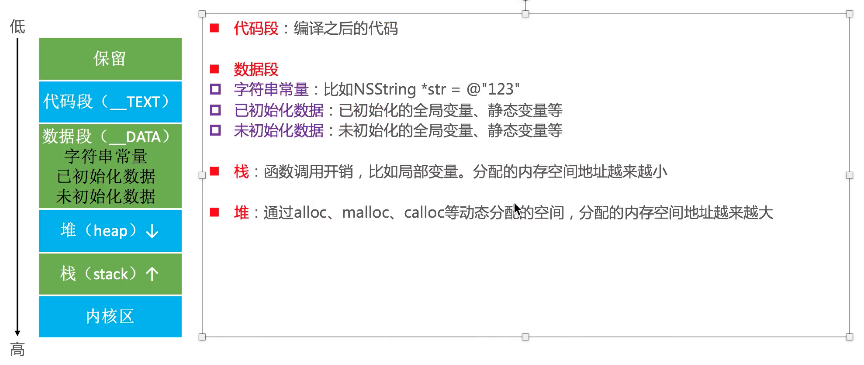 低
保留
代码段（__TEXT）
数据段（__DATA）
字符串常量
已初始化数据
未初始化数据
堆（heap）↓
栈（stack）↑
内核区
高
代码段：编译之后的代码
数据段
字符串常量：比如NSString *str = @"123"
已初始化数据：已初始化的全局变量、静态变量等
未初始化数据：未初始化的全局变量、静态变量等
栈：函数调用开销，比如局部变量。分配的内存空间地址越来越小
堆：通过alloc、malloc、calloc等动态分配的空间，分配的内存空间地址越来越大